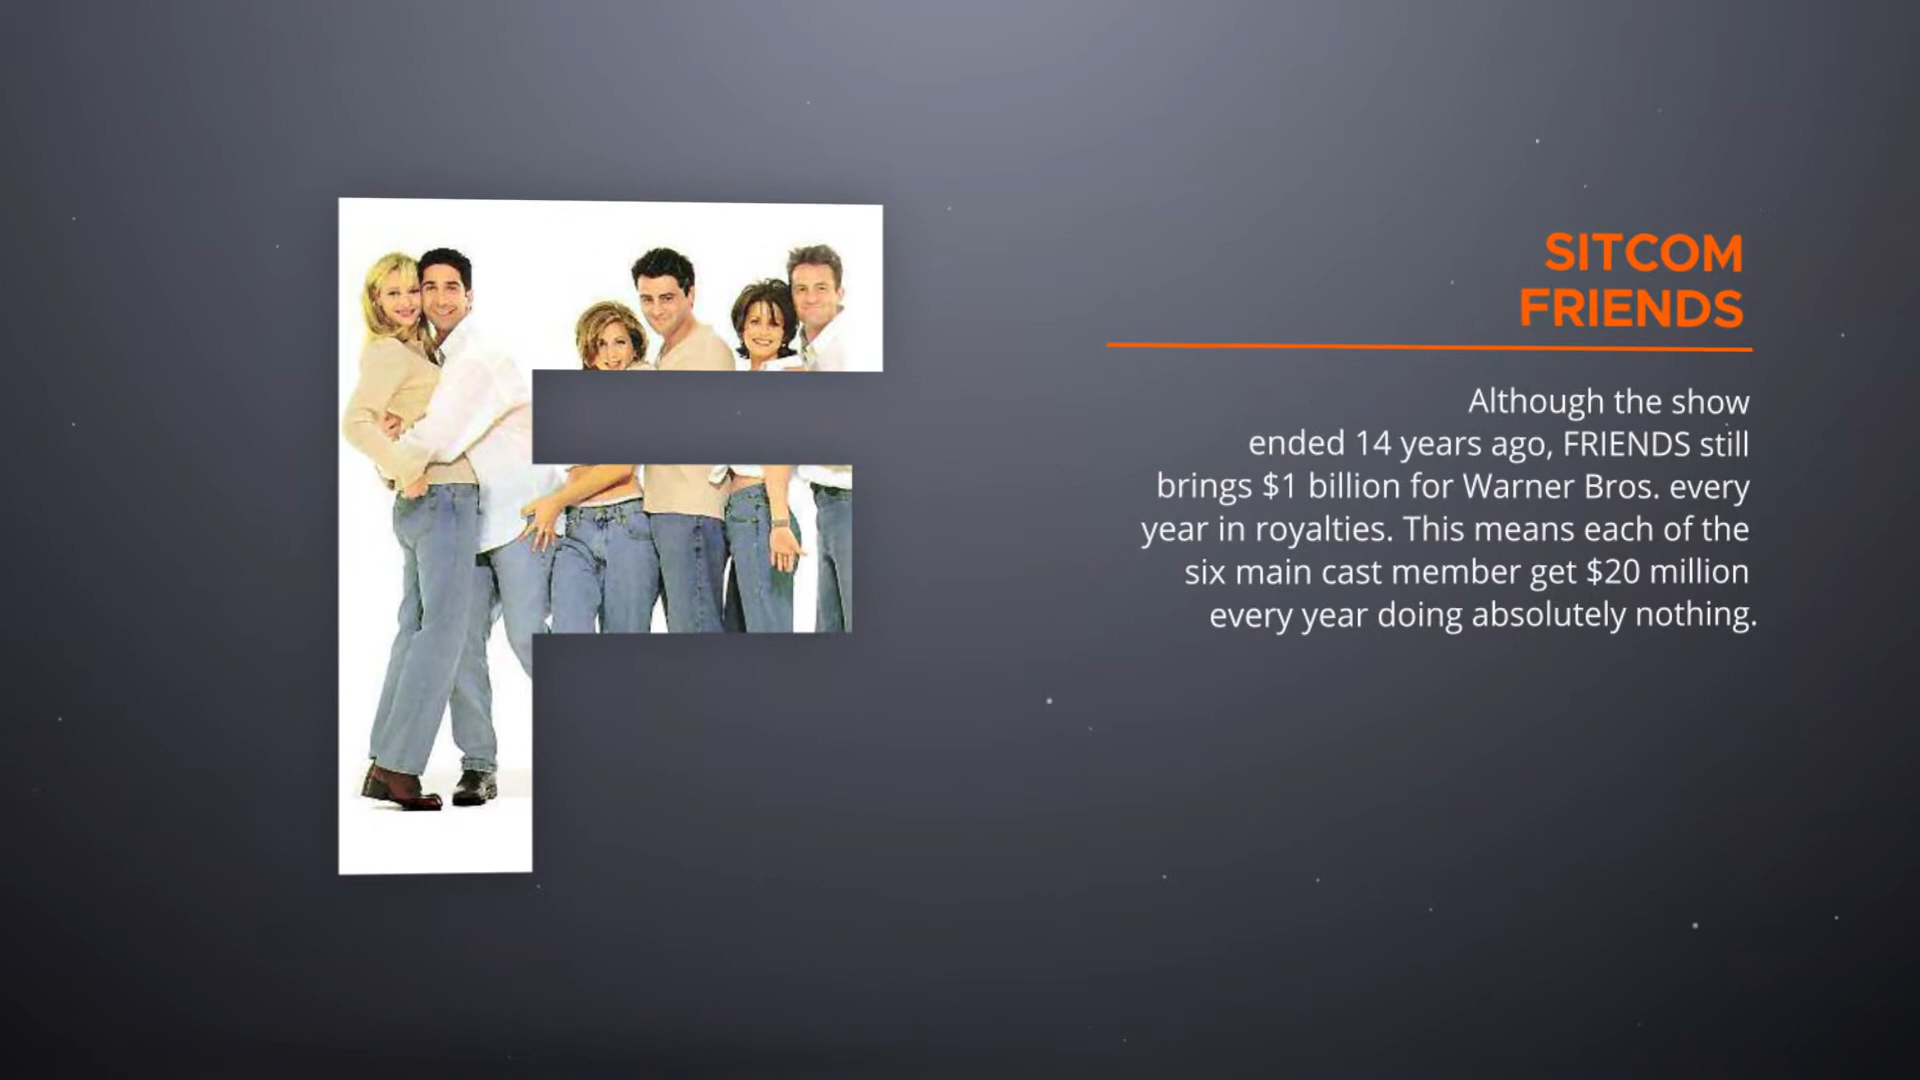 SITCOM
FRIENDS
Although the show
ended 14 years ago, FRIENDS still
brings $1 billion for Warner Bros. every
year in royalties. This means each of the
six main cast member get $20 million
every year doing absolutely nothing.